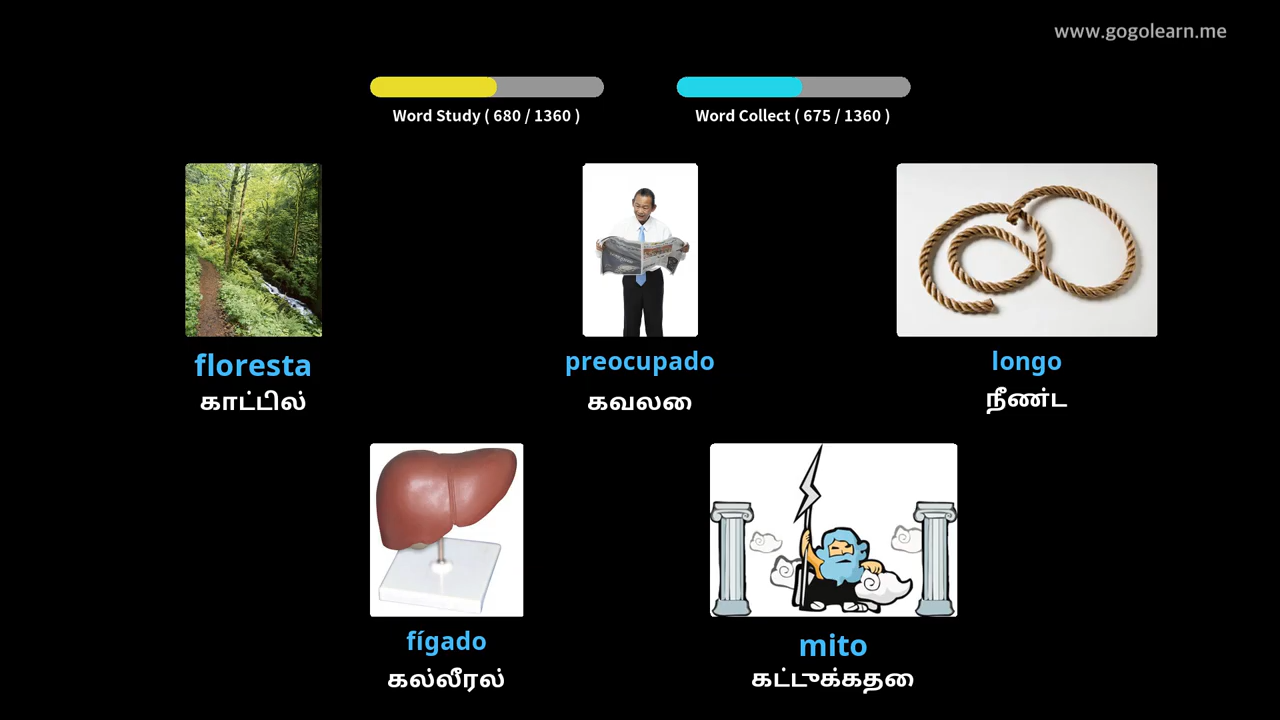 www.gogolearn.me
Word Study ( 680 / 1360 )
Word Collect ( 675 / 1360 )
floresta
காட்டில்
preocupado
கவலை
longo
நீண்ட
fígado
கல்லீரல்
mito
கட்டுக்கதை